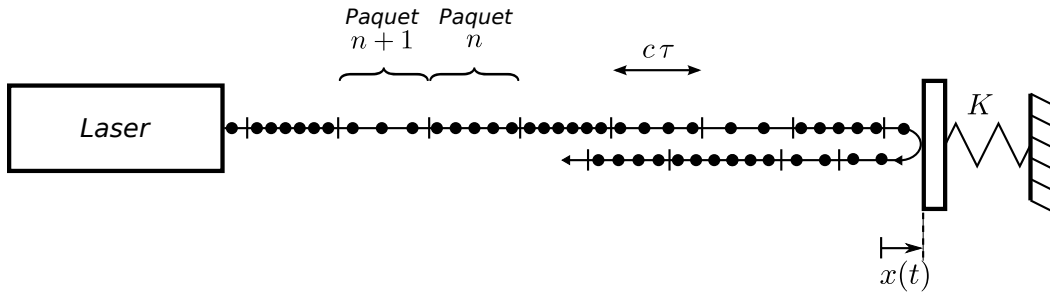 Paquet
n + 1
Paquet
n
c τ
Laser
K
x(t)